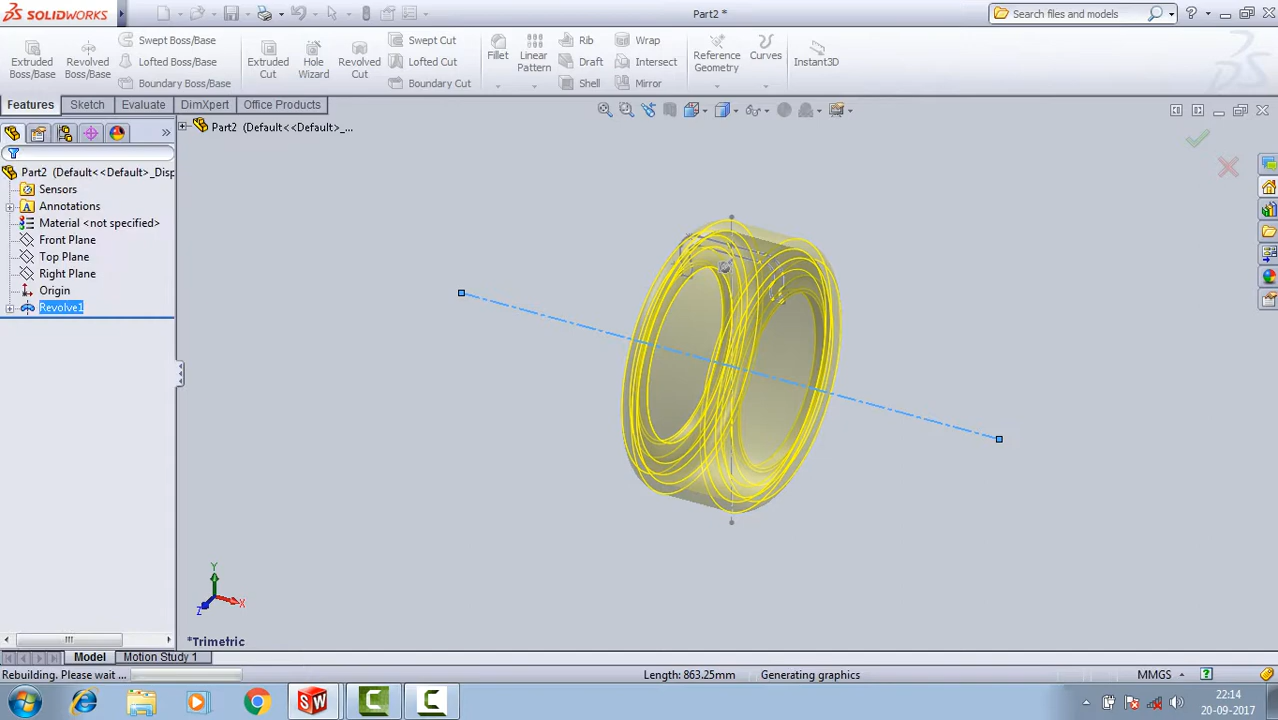 SOLIDWORKS
Part2 *
Search files and models
Extruded Boss/Base
Revolved Boss/Base
Swept Boss/Base
Lofted Boss/Base
Boundary Boss/Base
Extruded Cut
Hole Wizard
Revolved Cut
Swept Cut
Lofted Cut
Boundary Cut
Fillet
Linear Pattern
Rib
Draft
Shell
Wrap
Intersect
Mirror
Reference Geometry
Curves
Instant3D
Features
Sketch
Evaluate
DimXpert
Office Products
Part2 (Default<<Default>_...
Part2 (Default<<Default>_Disp
Sensors
Annotations
Material <not specified>
Front Plane
Top Plane
Right Plane
Origin
Revolve1
Y
X
Z
*Trimetric
Model
Motion Study 1
Rebuilding. Please wait ...
Length: 863.25mm
Generating graphics
MMGS
22:14
20-09-2017